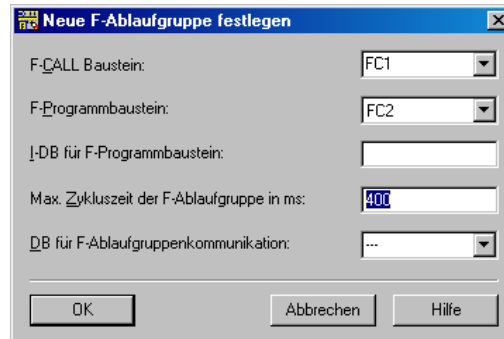 Neue F-Ablaufgruppe festlegen
F-CALL Baustein: FC1
F-Programmbaustein: FC2
I-DB für F-Programmbaustein:
Max. Zykluszeit der F-Ablaufgruppe in ms: 400
DB für F-Ablaufgruppenkommunikation: ---
OK Abbrechen Hilfe